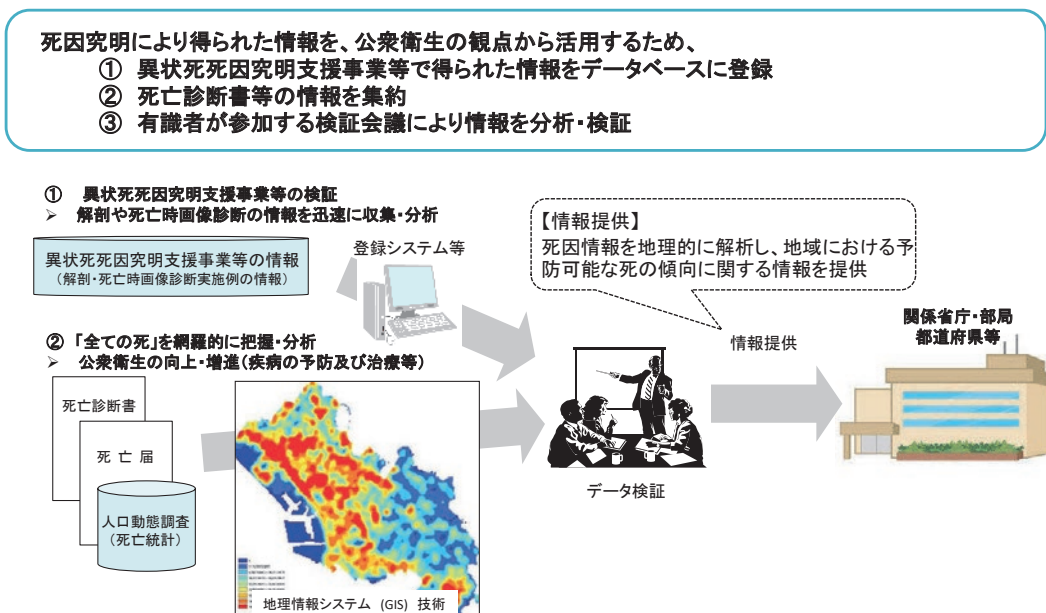 死因究明により得られた情報を、公衆衛生の観点から活用するため、
① 異状死死因究明支援事業等で得られた情報をデータベースに登録
② 死亡診断書等の情報を集約
③ 有識者が参加する検証会議により情報を分析・検証
① 異状死死因究明支援事業等の検証
➢ 解剖や死亡時画像診断の情報を迅速に収集・分析
異状死死因究明支援事業等の情報
（解剖・死亡時画像診断実施例の情報）
登録システム等
【情報提供】
死因情報を地理的に解析し、地域における予
防可能な死の傾向に関する情報を提供
② 「全ての死」を網羅的に把握・分析
➢ 公衆衛生の向上・増進（疾病の予防及び治療等）
死亡診断書
死 亡 届
人口動態調査
（死亡統計）
地理情報システム (GIS) 技術
データ検証
情報提供
関係省庁・部局
都道府県等